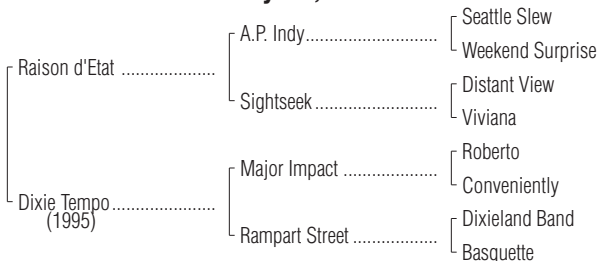 Seattle Slew
A.P. Indy
Weekend Surprise
Raison d'Etat
Distant View
Sightseek
Viviana
Roberto
Major Impact
Conveniently
Dixie Tempo
(1995)
Dixieland Band
Rampart Street
Basquette